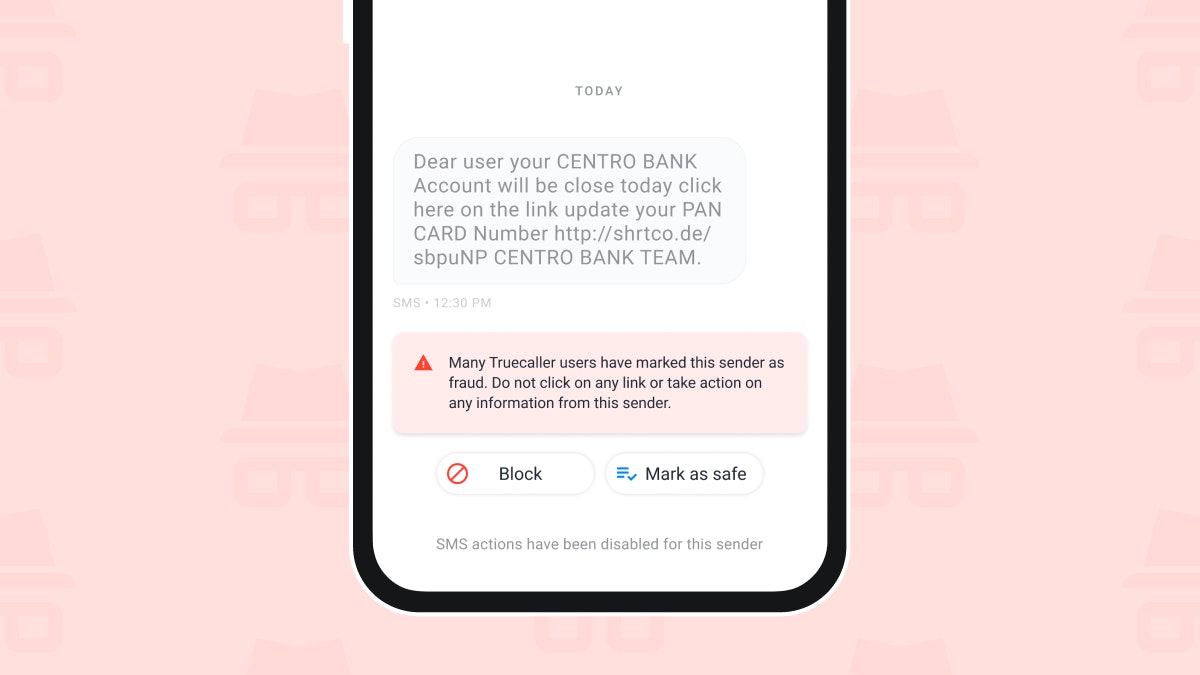 TODAY
Dear user your CENTRO BANK
Account will be close today click
here on the link update your PAN
CARD Number http://shrtco.de/
sbpuNP CENTRO BANK TEAM.
SMS • 12:30 PM
Many Truecaller users have marked this sender as
fraud. Do not click on any link or take action on
any information from this sender.
Block
Mark as safe
SMS actions have been disabled for this sender